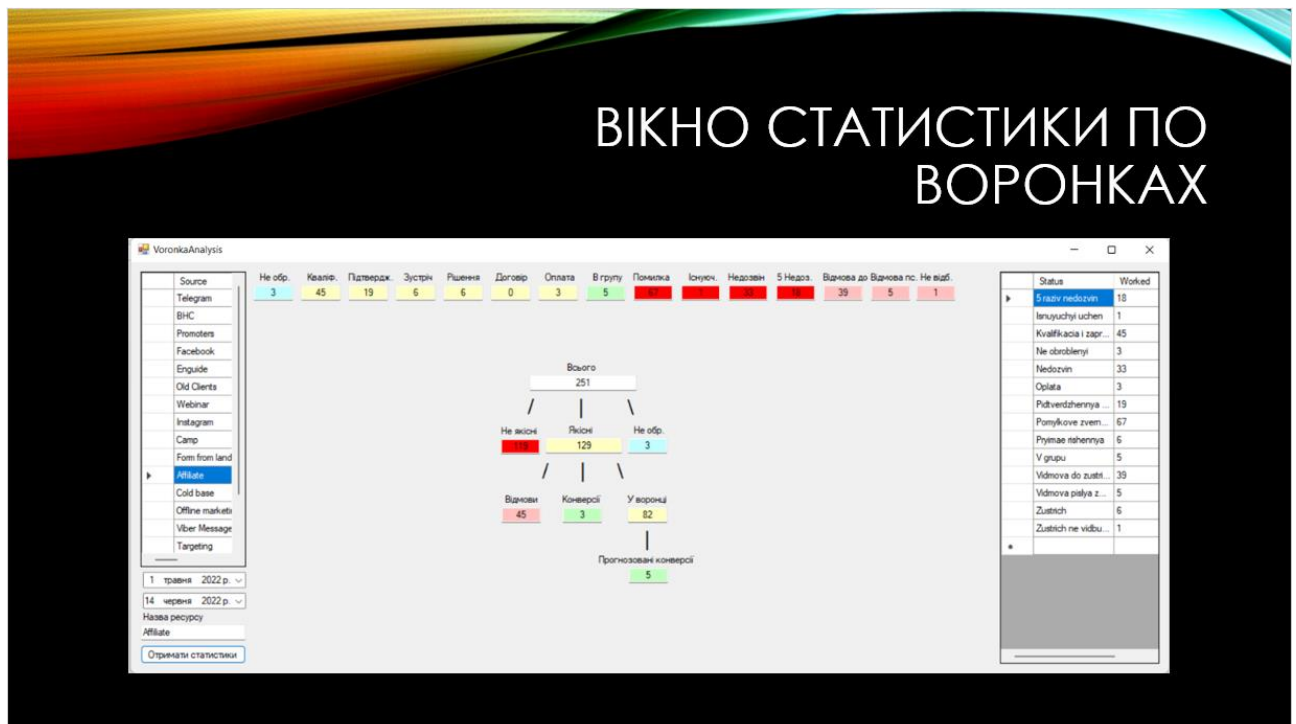 ВІКНО СТАТИСТИКИ ПО
ВОРОНКАХ
VoronkaAnalysis
Source
Telegram
BHC
Promoters
Facebook
Enguide
Old Clients
Webinar
Instagram
Camp
Form from land
Affiliate
Cold base
Offline marketi
Viber Message
Targeting
1 травня 2022 р.
14 червня 2022 р.
Назва ресурсу
Affiliate
Отримати статистики
Не обр. Кваліф. Підтвердж. Зустріч Рішення Договір Оплата В групу Помилка Існуюч. Недозвін 5 Недоз. Відмова до Відмова пс. Не відб.
3 45 19 6 6 0 3 5 67 1 33 18 39 5 1
Всього
251
Не якісні Якісні Не обр.
119 129 3
Відмови Конверсії У воронці
45 3 82
Прогнозовані конверсії
5
Status Worked
5 raziv nedozvin 18
Isnuyuchyi uchen 1
Kvalifikacia i zapr... 45
Ne obroblenyi 3
Nedozvin 33
Oplata 3
Pidtverdzhennya ... 19
Pomylkove zvern... 67
Pryimae rishennya 6
V grupu 5
Vidmova do zustri... 39
Vidmova pislya z... 5
Zustrich 6
Zustrich ne vidbu... 1